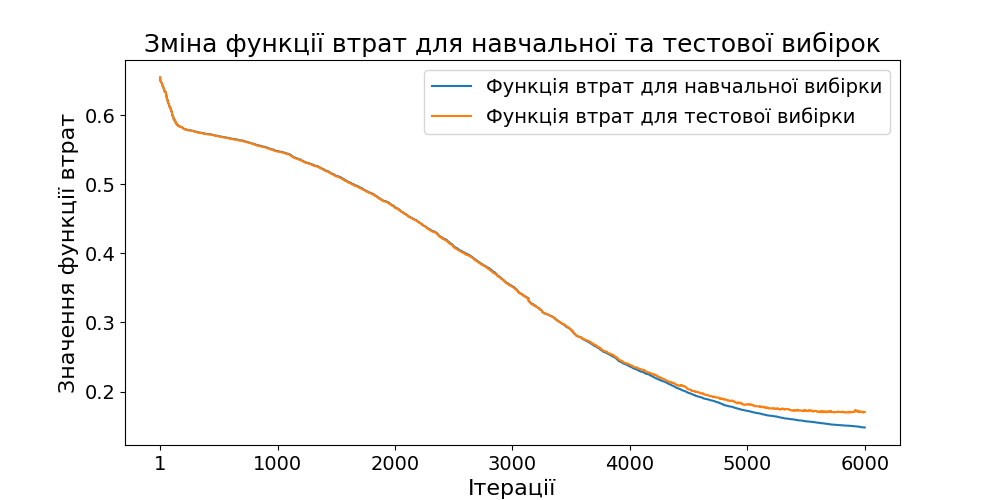 Зміна функції втрат для навчальної та тестової вибірок
Функція втрат для навчальної вибірки
Функція втрат для тестової вибірки
Значення функції втрат
0.6
0.5
0.4
0.3
0.2
1 1000 2000 3000 4000 5000 6000
Ітерації